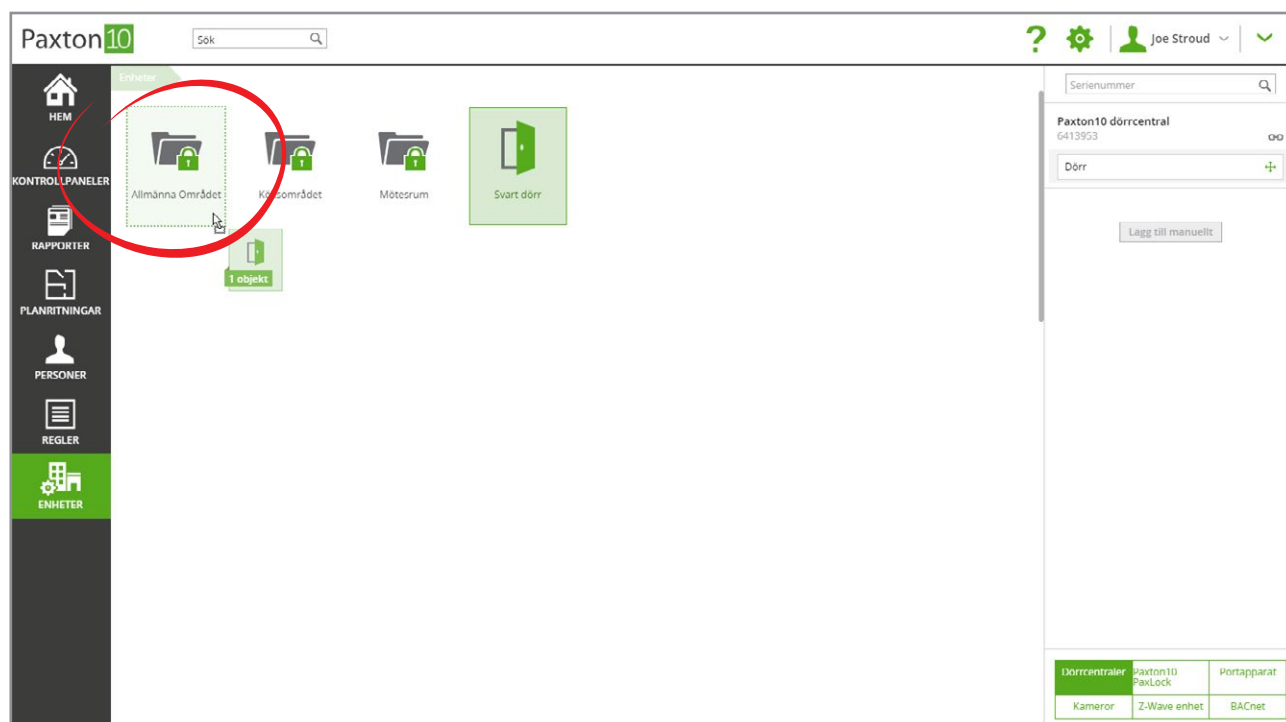 Paxton10
Sök
?
Joe Stroud
HEM
KONTROLLPANELER
RAPPORTER
PLANRITNINGAR
PERSONER
REGLER
ENHETER
Enheter
Allmänna Området
Mötesrum
Svart dörr
1 objekt
Serienummer
Paxton10 dörrcentral
6413953
Dörr
Lägg till manuellt
Dörrcentraler
Paxton10
PaxLock
Portapparat
Kameror
Z-Wave enhet
BACnet